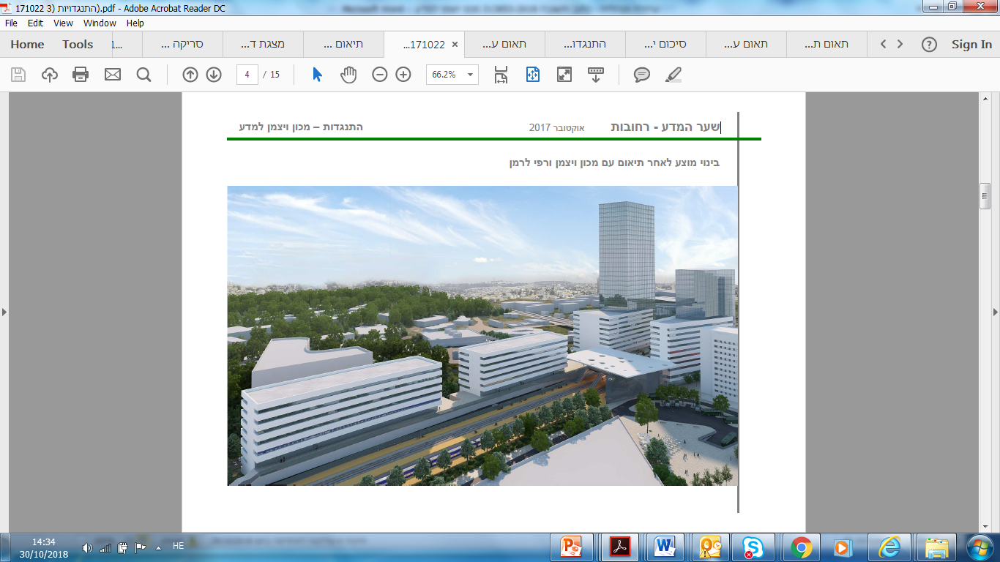 171022 3) התנגדויות).pdf - Adobe Acrobat Reader DC
File Edit View Window Help
Home Tools
1...
סריקה ...
מצגת ד...
תיאום ...
171022...
תאום ע...
התנגדו...
סיכום י...
תאום ע...
תאום ת...
Sign In
4 / 15
66.2%
שער המדע - רחובות אוקטובר 2017 התנגדות – מכון ויצמן למדע
בינוי מוצע לאחר תיאום עם מכון ויצמן ורפי לרמן
14:34
30/10/2018
HE